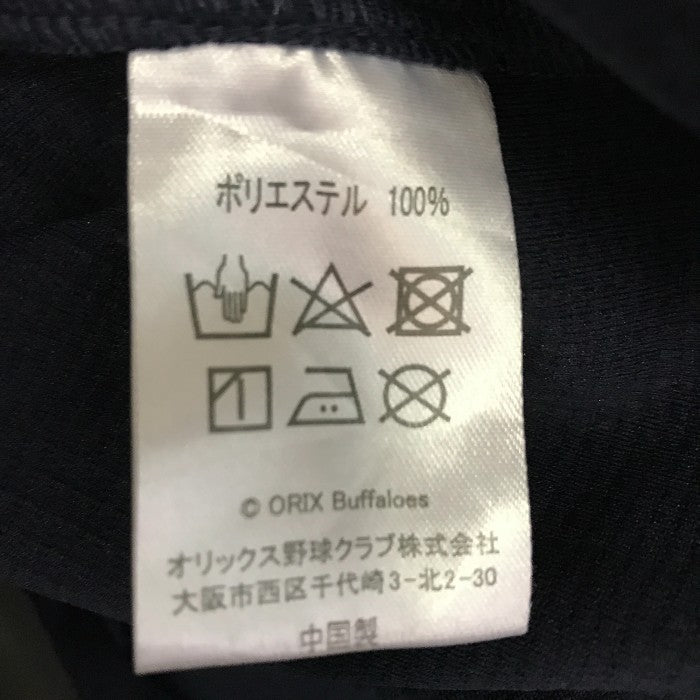 ポリエステル 100%
© ORIX Buffaloes
オリックス野球クラブ株式会社
大阪市西区千代崎3-北2-30
中国製